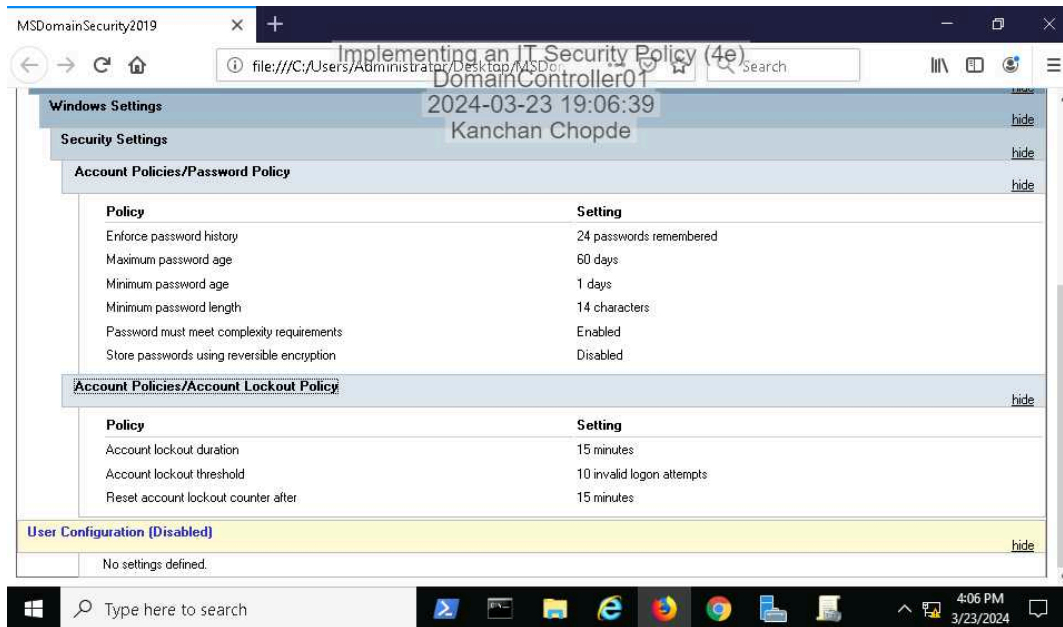 MSDomainSecurity2019
Implementing an IT Security Policy (4e)
file:///C:/Users/Administrator/Desktop/MSDor
Search
DomainController01
2024-03-23 19:06:39
Kanchan Chopde
Windows Settings
hide
Security Settings
hide
Account Policies/Password Policy
hide
Policy Setting
Enforce password history 24 passwords remembered
Maximum password age 60 days
Minimum password age 1 days
Minimum password length 14 characters
Password must meet complexity requirements Enabled
Store passwords using reversible encryption Disabled
Account Policies/Account Lockout Policy
hide
Policy Setting
Account lockout duration 15 minutes
Account lockout threshold 10 invalid logon attempts
Reset account lockout counter after 15 minutes
User Configuration (Disabled)
hide
No settings defined.
Type here to search
4:06 PM
3/23/2024